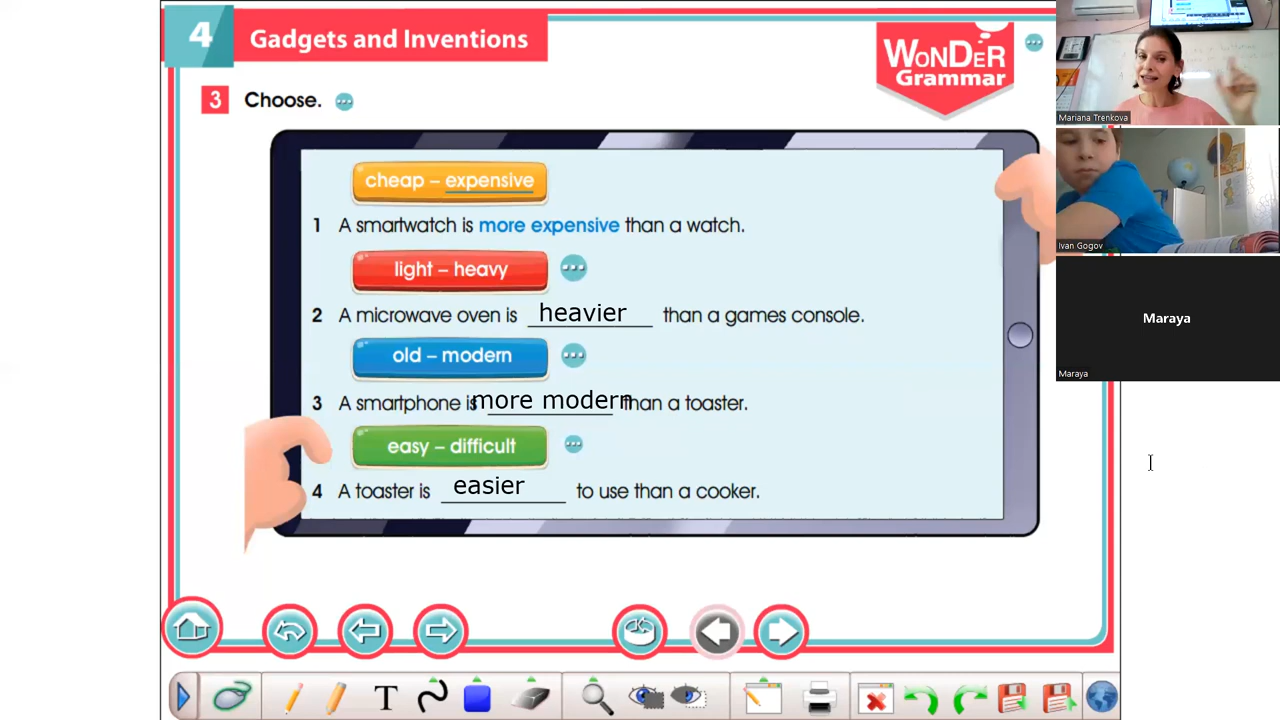 4
Gadgets and Inventions
WONDER
Grammar
3 Choose.
cheap – expensive
1 A smartwatch is more expensive than a watch.
light – heavy
2 A microwave oven is heavier than a games console.
old – modern
3 A smartphone is more modern than a toaster.
easy – difficult
4 A toaster is easier to use than a cooker.
T
Mariana Trenkova
Ivan Gogov
Maraya
Maraya